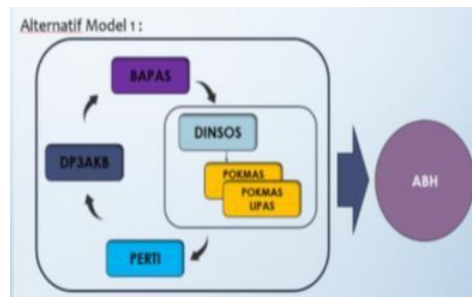 Alternatif Model 1 :
BAPAS
DINSOS
DP3AKB
POKMAS
POKMAS
LIPAS
ABH
PERTI